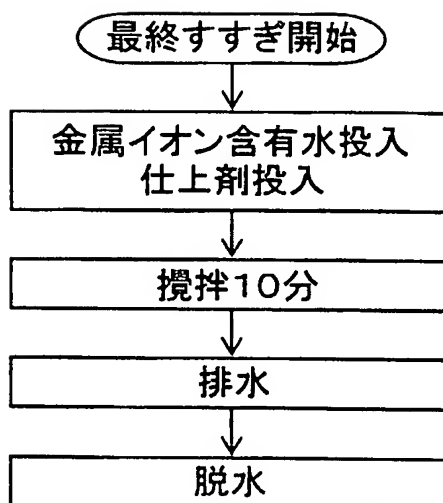 最終すすぎ開始
金属イオン含有水投入
仕上剤投入
攪拌10分
排水
脱水